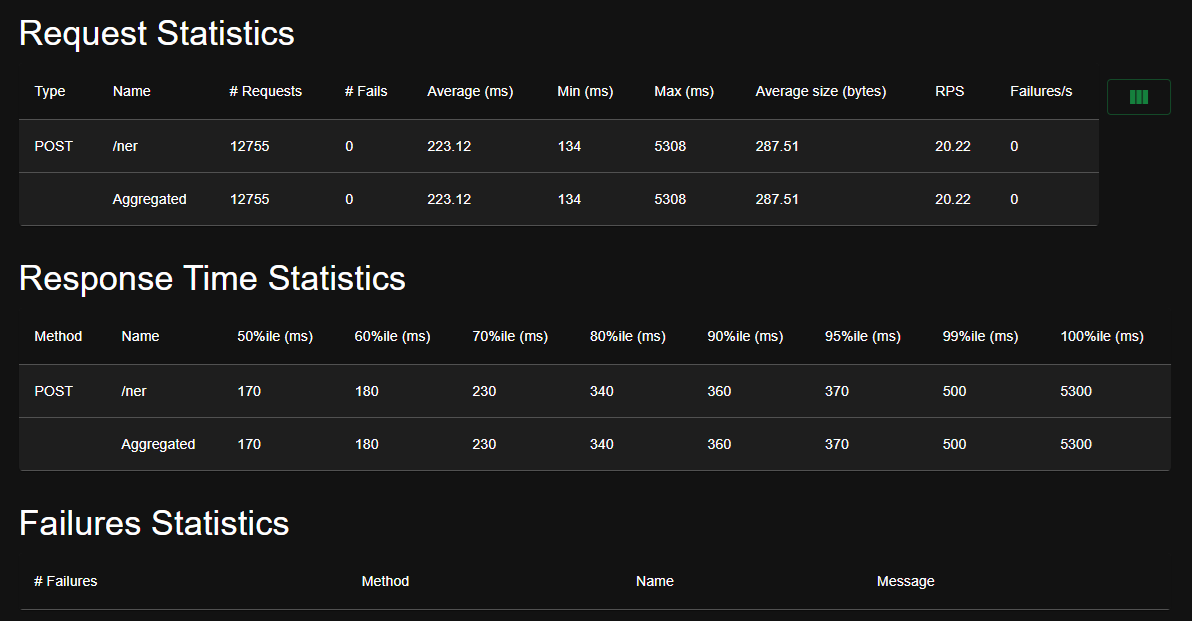 Request Statistics
Type Name # Requests # Fails Average (ms) Min (ms) Max (ms) Average size (bytes) RPS Failures/s
POST /ner 12755 0 223.12 134 5308 287.51 20.22 0
Aggregated 12755 0 223.12 134 5308 287.51 20.22 0
Response Time Statistics
Method Name 50%ile (ms) 60%ile (ms) 70%ile (ms) 80%ile (ms) 90%ile (ms) 95%ile (ms) 99%ile (ms) 100%ile (ms)
POST /ner 170 180 230 340 360 370 500 5300
Aggregated 170 180 230 340 360 370 500 5300
Failures Statistics
# Failures Method Name Message